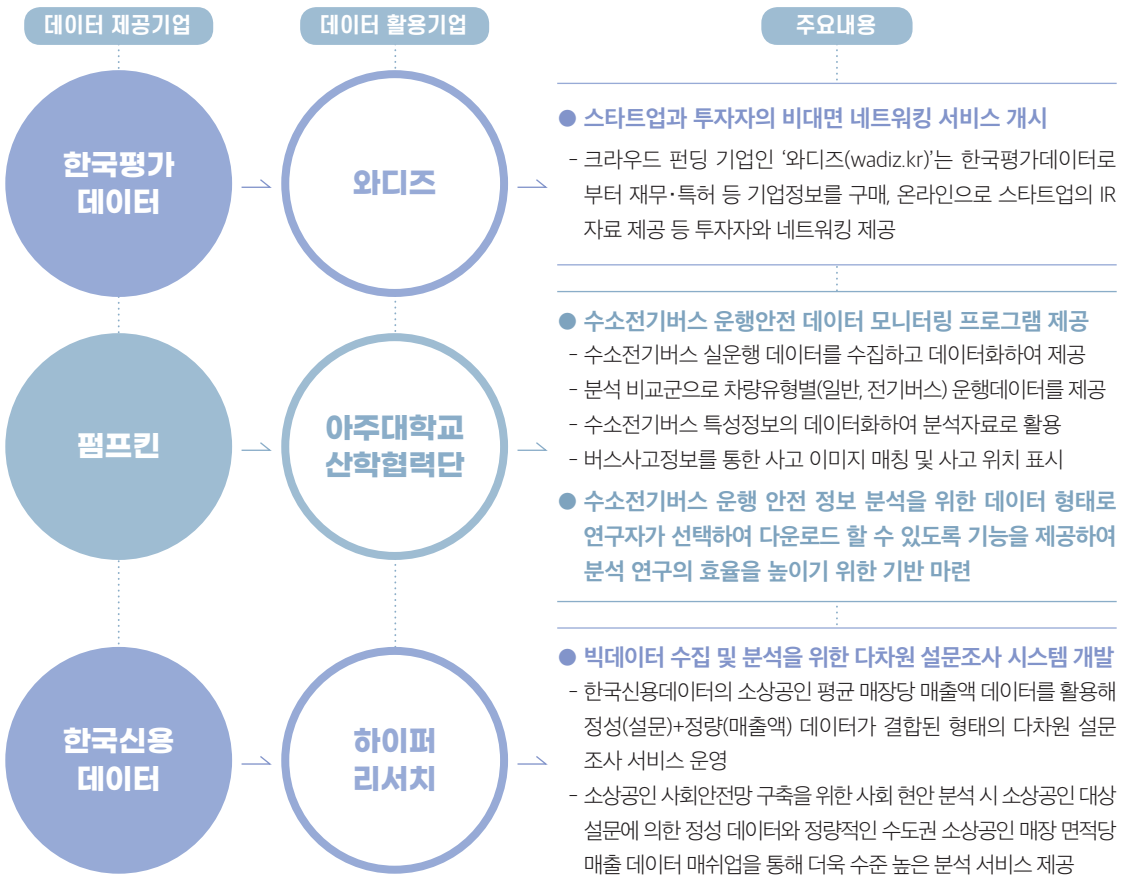 데이터 제공기업
데이터 활용기업
주요내용
한국평가
데이터
와디즈
● 스타트업과 투자자의 비대면 네트워킹 서비스 개시
- 크라우드 펀딩 기업인 ‘와디즈(wadiz.kr)’는 한국평가데이터로
부터 재무·특허 등 기업정보를 구매, 온라인으로 스타트업의 IR
자료 제공 등 투자자와 네트워킹 제공
펌프킨
아주대학교
산학협력단
● 수소전기버스 운행안전 데이터 모니터링 프로그램 제공
- 수소전기버스 실운행 데이터를 수집하고 데이터화하여 제공
- 분석 비교군으로 차량유형별(일반, 전기버스) 운행데이터를 제공
- 수소전기버스 특성정보의 데이터화하여 분석자료로 활용
- 버스사고정보를 통한 사고 이미지 매칭 및 사고 위치 표시
● 수소전기버스 운행 안전 정보 분석을 위한 데이터 형태로
연구자가 선택하여 다운로드 할 수 있도록 기능을 제공하여
분석 연구의 효율을 높이기 위한 기반 마련
한국신용
데이터
하이퍼
리서치
● 빅데이터 수집 및 분석을 위한 다차원 설문조사 시스템 개발
- 한국신용데이터의 소상공인 평균 매장당 매출액 데이터를 활용해
정성(설문)+정량(매출액) 데이터가 결합된 형태의 다차원 설문
조사 서비스 운영
- 소상공인 사회안전망 구축을 위한 사회 현안 분석 시 소상공인 대상
설문에 의한 정성 데이터와 정량적인 수도권 소상공인 매장 면적당
매출 데이터 매쉬업을 통해 더욱 수준 높은 분석 서비스 제공